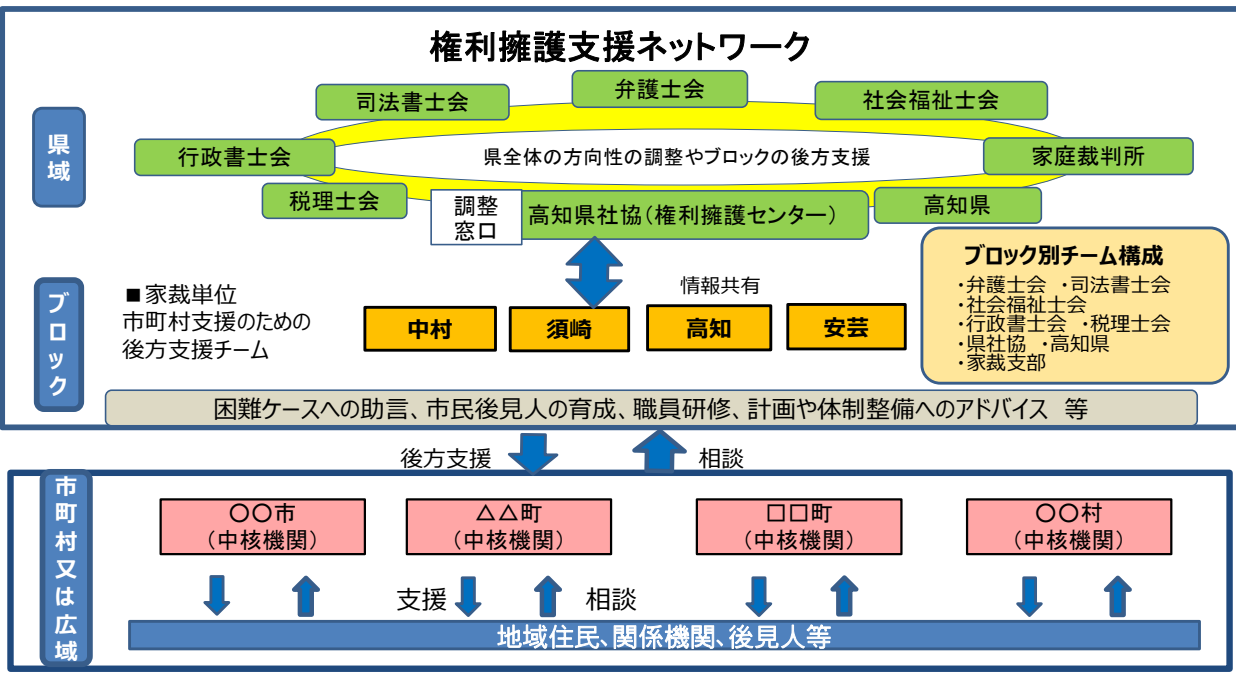 権利擁護支援ネットワーク
県域
司法書士会
弁護士会
社会福祉士会
行政書士会
県全体の方向性の調整やブロックの後方支援
家庭裁判所
税理士会
調整
窓口
高知県社協(権利擁護センター)
高知県
ブロック
■家裁単位
市町村支援のための
後方支援チーム
情報共有
中村
須崎
高知
安芸
ブロック別チーム構成
・弁護士会 ・司法書士会
・社会福祉士会
・行政書士会 ・税理士会
・県社協 ・高知県
・家裁支部
困難ケースへの助言、市民後見人の育成、職員研修、計画や体制整備へのアドバイス 等
後方支援
相談
市町村又は広域
〇〇市
(中核機関)
△△町
(中核機関)
□□町
(中核機関)
〇〇村
(中核機関)
支援
相談
地域住民、関係機関、後見人等